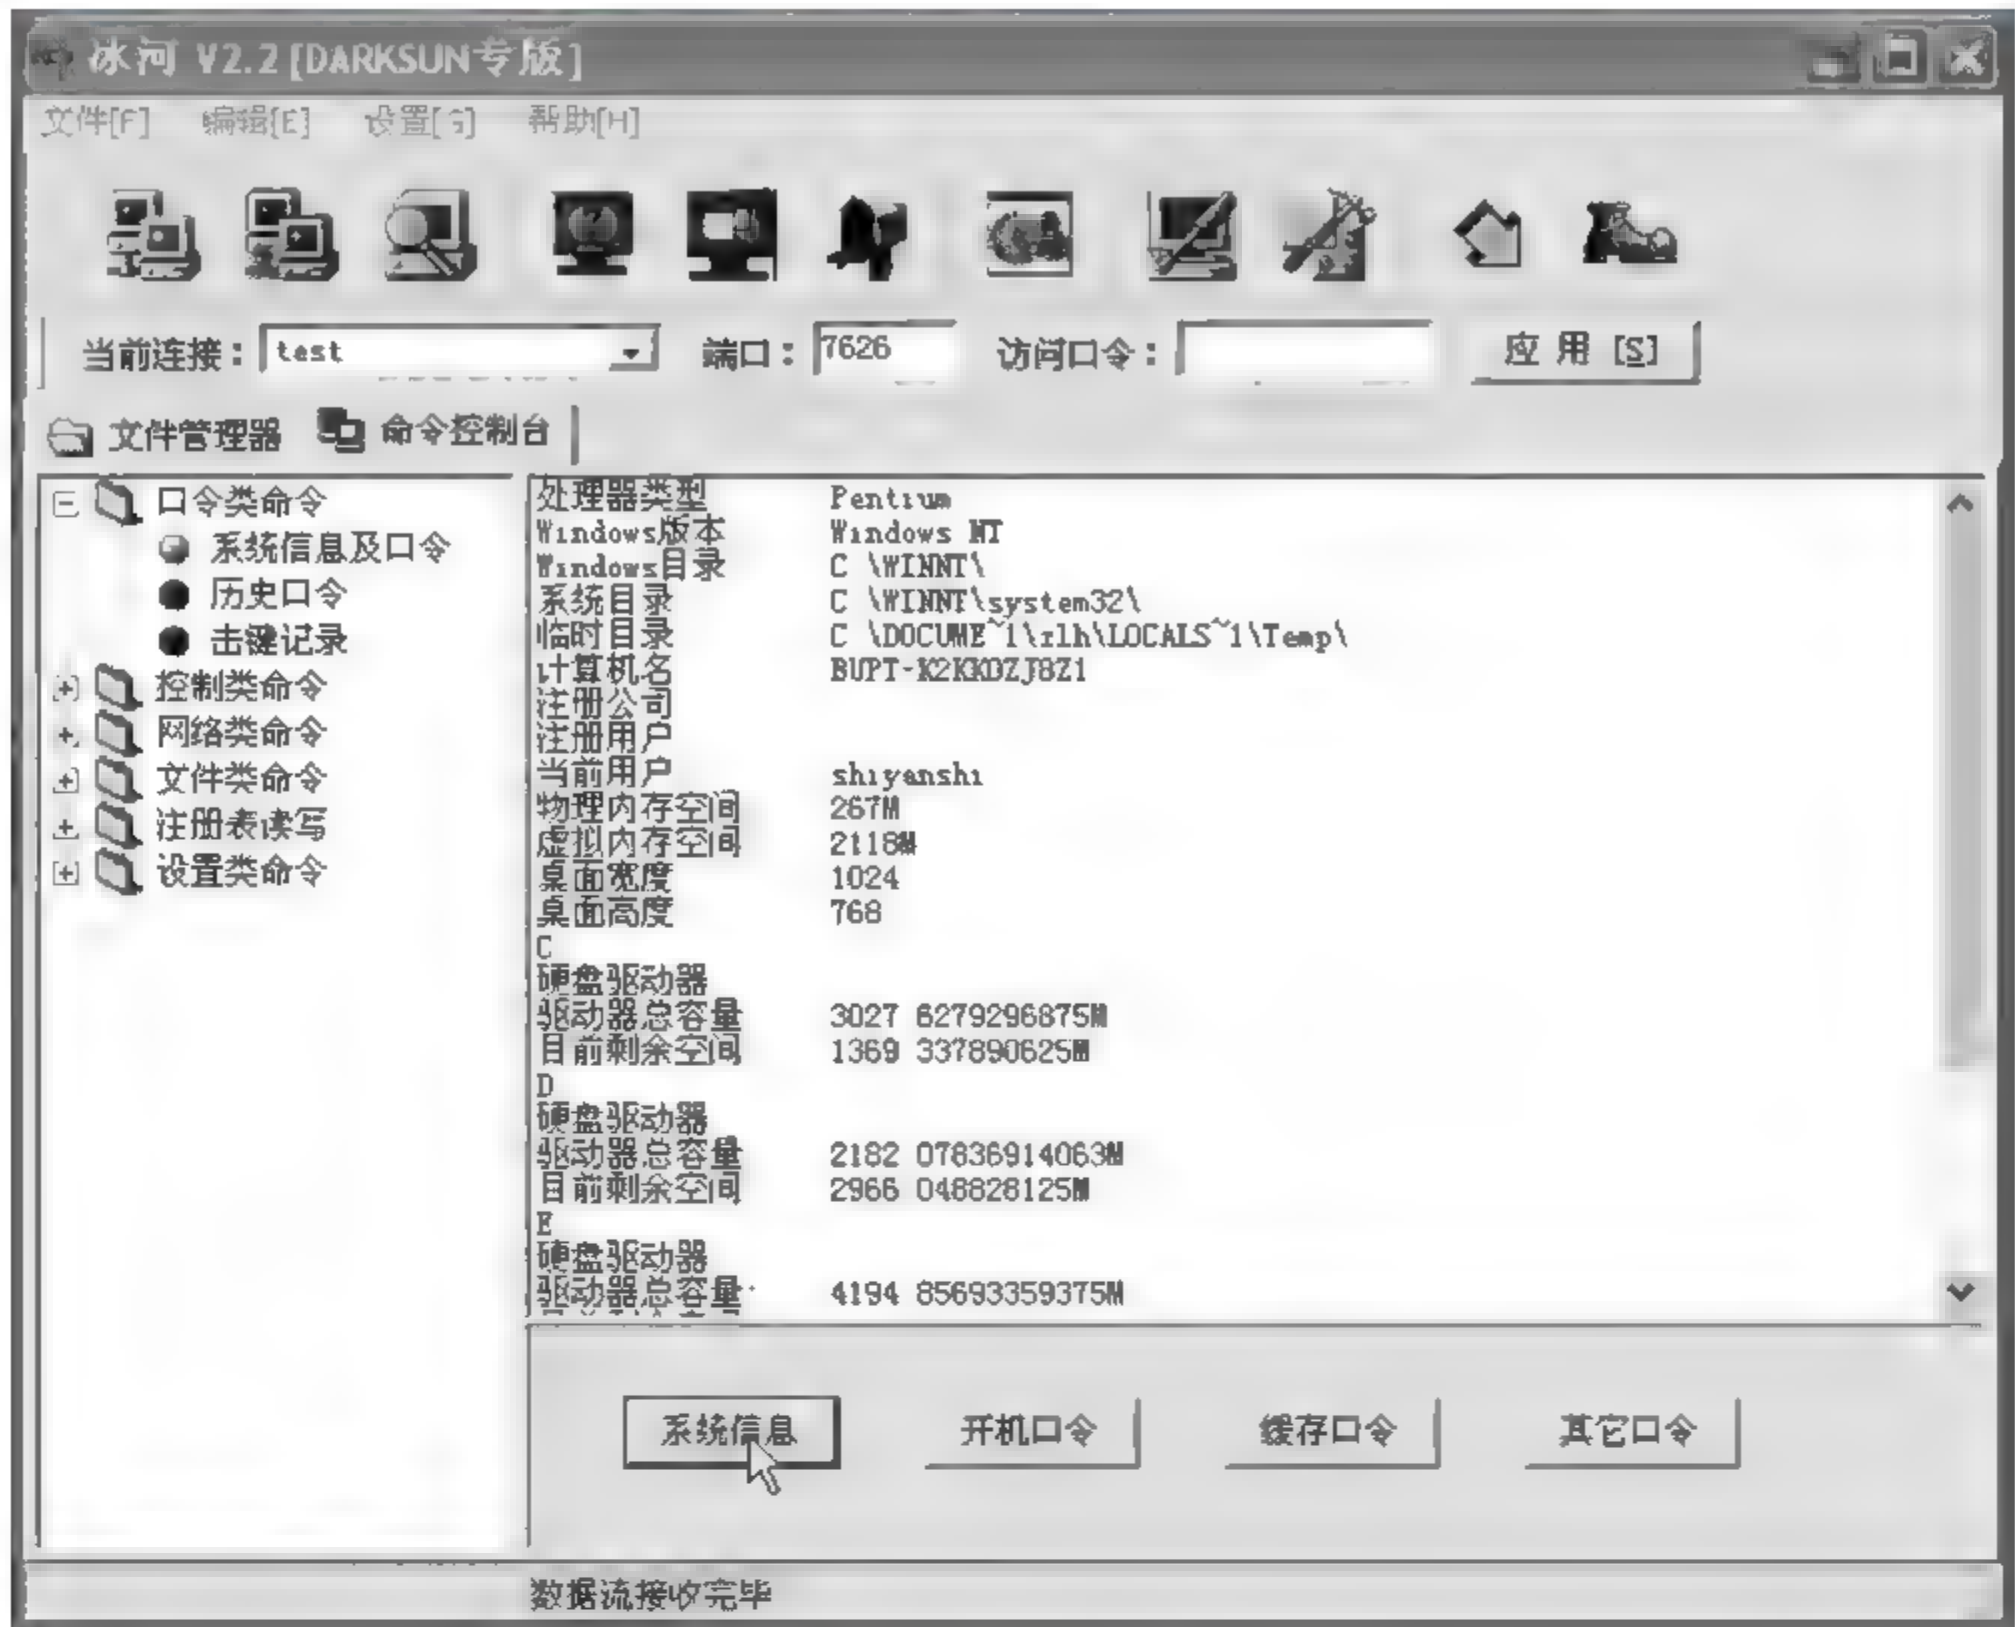 冰河 V2.2 [DARKSUN专版]
文件[F] 编辑[E] 设置[G] 帮助[H]
当前连接： test 端口： 7626 访问口令： 应 用 [S]
文件管理器 命令控制台
口令类命令
系统信息及口令
历史口令
击键记录
控制类命令
网络类命令
文件类命令
注册表读写
设置类命令
处理器类型 Pentium
Windows版本 Windows NT
Windows目录 C \WINNT\
系统目录 C \WINNT\system32\
临时目录 C \DOCUME~1\rlh\LOCALS~1\Temp\
计算机名 BUPT-K2KKDZJ8Z1
注册公司
注册用户
当前用户 shiyanshi
物理内存空间 267M
虚拟内存空间 2118M
桌面宽度 1024
桌面高度 768
C
硬盘驱动器
驱动器总容量 3027 6279296875M
目前剩余空间 1369 337890625M
D
硬盘驱动器
驱动器总容量 2182 07836914063M
目前剩余空间 2966 048828125M
E
硬盘驱动器
驱动器总容量 4194 85693359375M
系统信息 开机口令 缓存口令 其它口令
数据流接收完毕